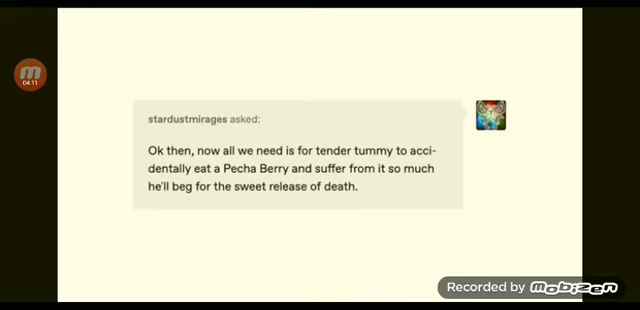 04:11
stardustmirages asked:
Ok then, now all we need is for tender tummy to acci-
dentally eat a Pecha Berry and suffer from it so much
he'll beg for the sweet release of death.
Recorded by Mobizen